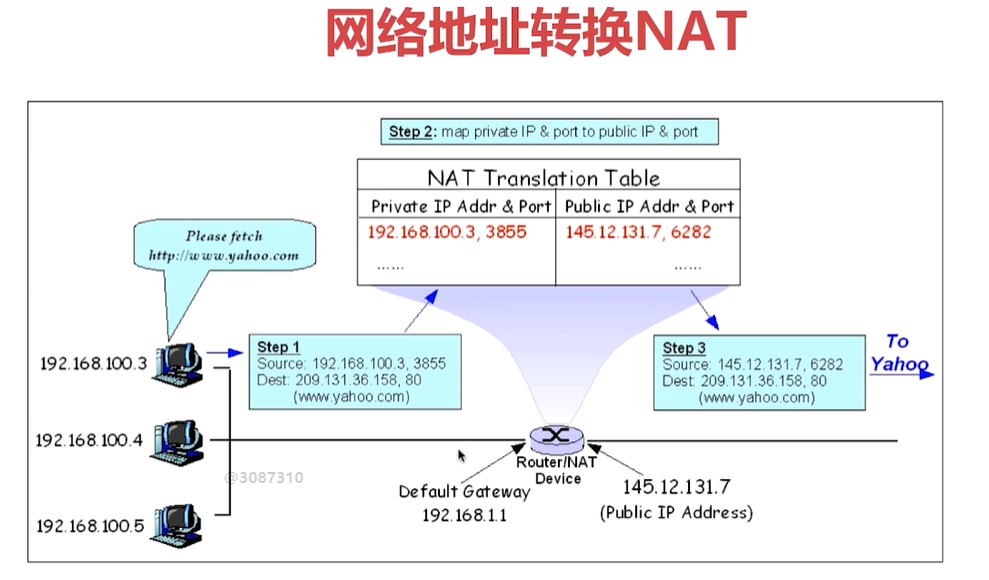 网络地址转换NAT
Step 2: map private IP & port to public IP & port
NAT Translation Table
Private IP Addr & Port
Public IP Addr & Port
192.168.100.3, 3855
145.12.131.7, 6282
......
......
Please fetch
http://www.yahoo.com
192.168.100.3
Step 1
Source: 192.168.100.3, 3855
Dest: 209.131.36.158, 80
(www.yahoo.com)
Step 3
Source: 145.12.131.7, 6282
Dest: 209.131.36.158, 80
(www.yahoo.com)
To
Yahoo
192.168.100.4
Router/NAT
Device
@3087310
Default Gateway
192.168.1.1
145.12.131.7
(Public IP Address)
192.168.100.5